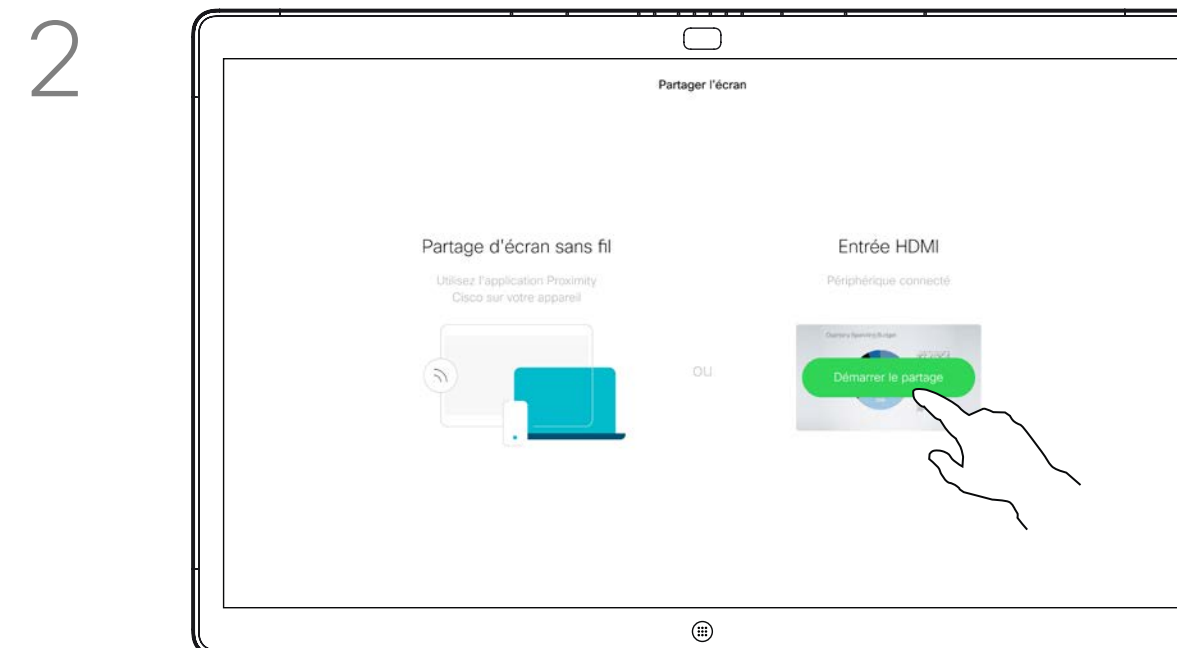 2
Partager l'écran
Partage d'écran sans fil
Utilisez l'application Proximity
Cisco sur votre appareil
ou
Entrée HDMI
Périphérique connecté
Démarrer le partage